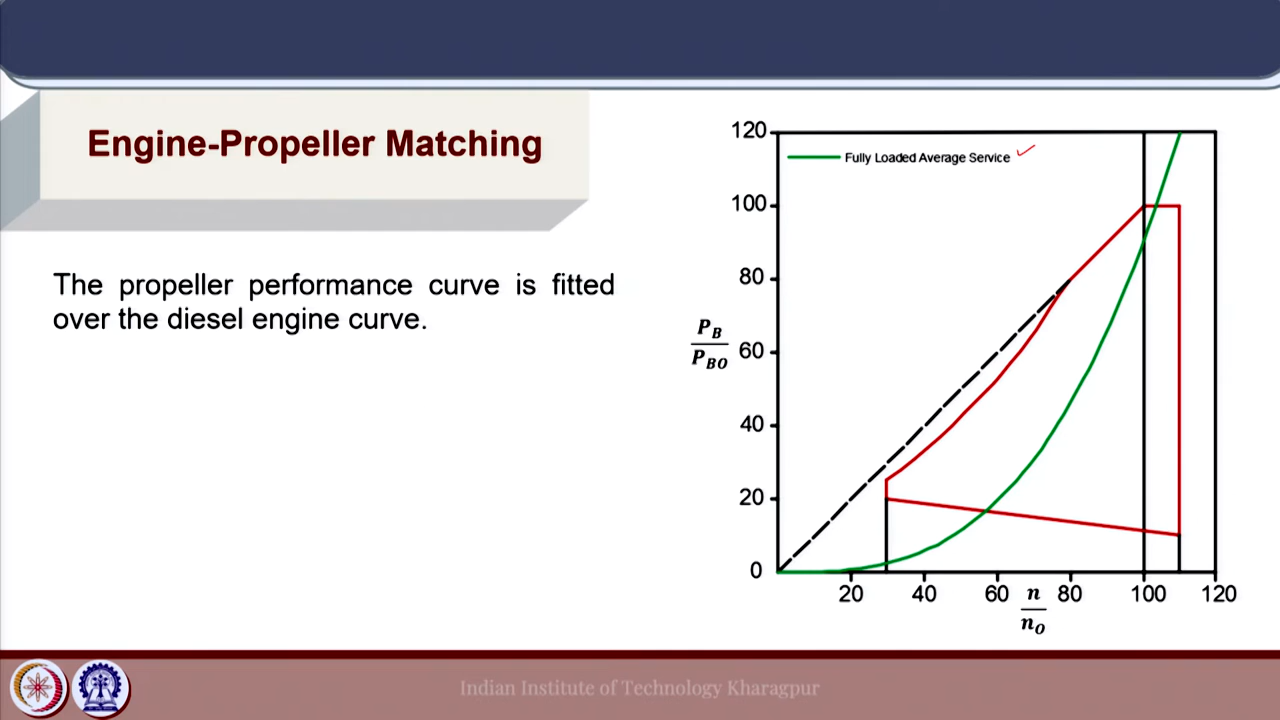 Engine-Propeller Matching
The propeller performance curve is fitted
over the diesel engine curve.
Fully Loaded Average Service
120
100
80
60
40
20
0
P_B
P_BO
20 40 60 80 100 120
n
n_O
Indian Institute of Technology Kharagpur